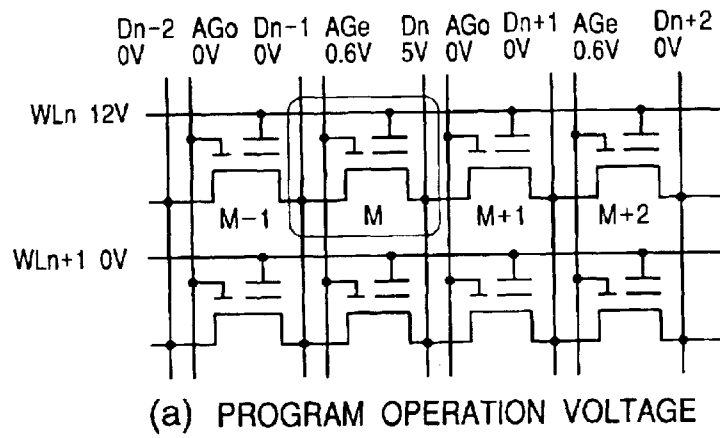 Dn-2 AGo Dn-1 AGe Dn AGo Dn+1 AGe Dn+2
0V 0V 0V 0.6V 5V 0V 0V 0.6V 0V
WLn 12V
M-1 M M+1 M+2
WLn+1 0V
(a) PROGRAM OPERATION VOLTAGE